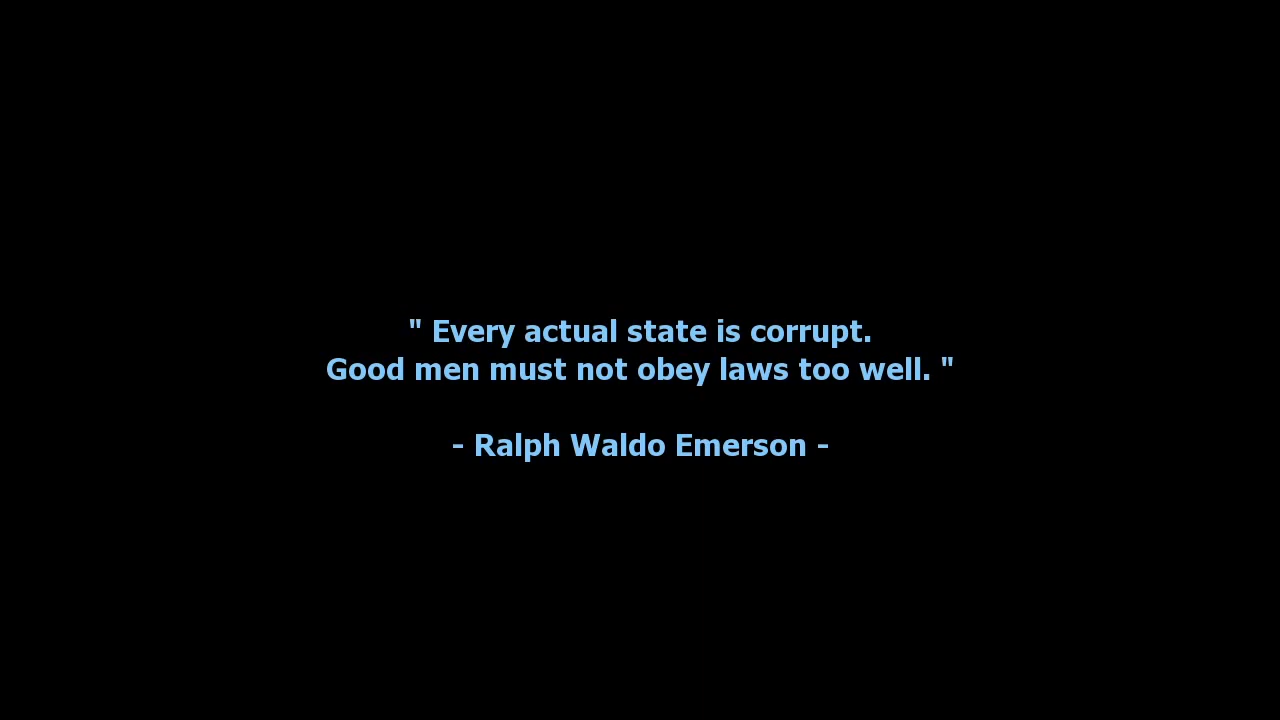 " Every actual state is corrupt.
Good men must not obey laws too well. "
- Ralph Waldo Emerson -